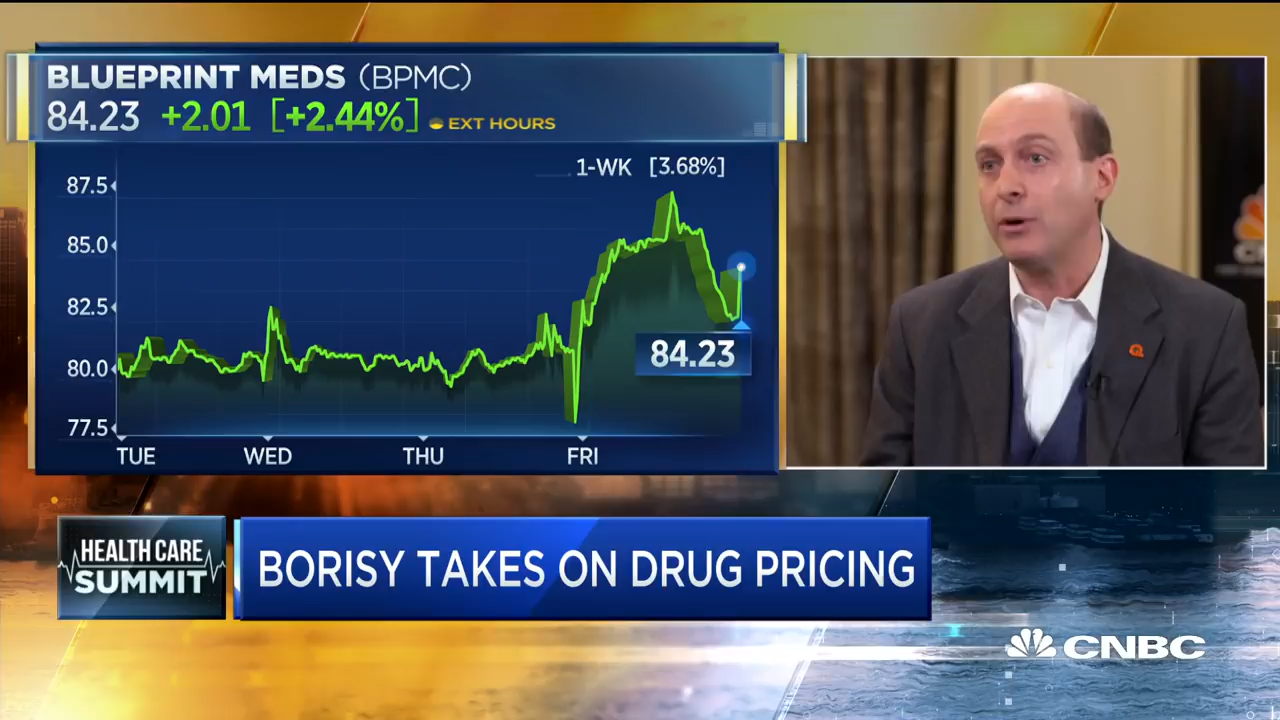 BLUEPRINT MEDS (BPMC)
84.23 +2.01 [+2.44%] EXT HOURS
1-WK [3.68%]
87.5
85.0
82.5
80.0
77.5
84.23
TUE WED THU FRI
HEALTH CARE
SUMMIT
BORISY TAKES ON DRUG PRICING
CNBC